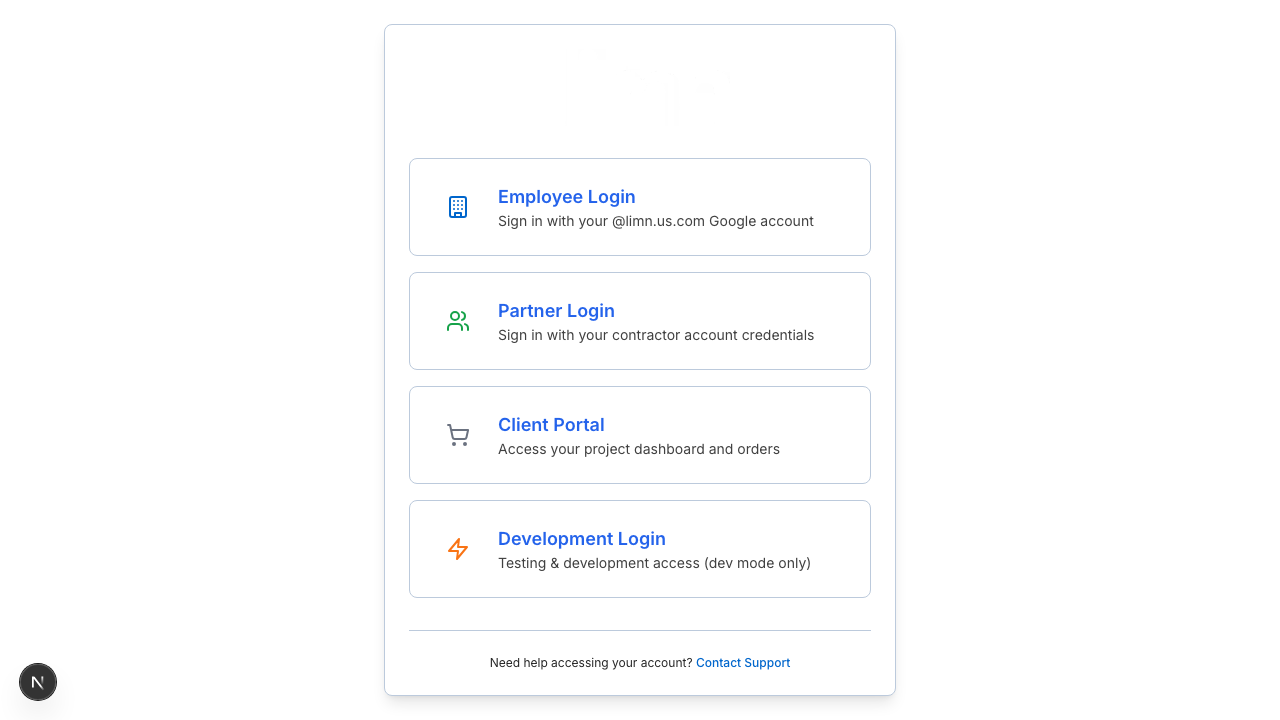 Employee Login
Sign in with your @limn.us.com Google account
Partner Login
Sign in with your contractor account credentials
Client Portal
Access your project dashboard and orders
Development Login
Testing & development access (dev mode only)
Need help accessing your account? Contact Support
N